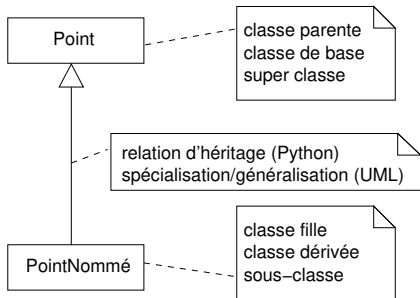 Point
classe parente
classe de base
super classe
relation d'héritage (Python)
spécialisation/généralisation (UML)
PointNommé
classe fille
classe dérivée
sous−classe